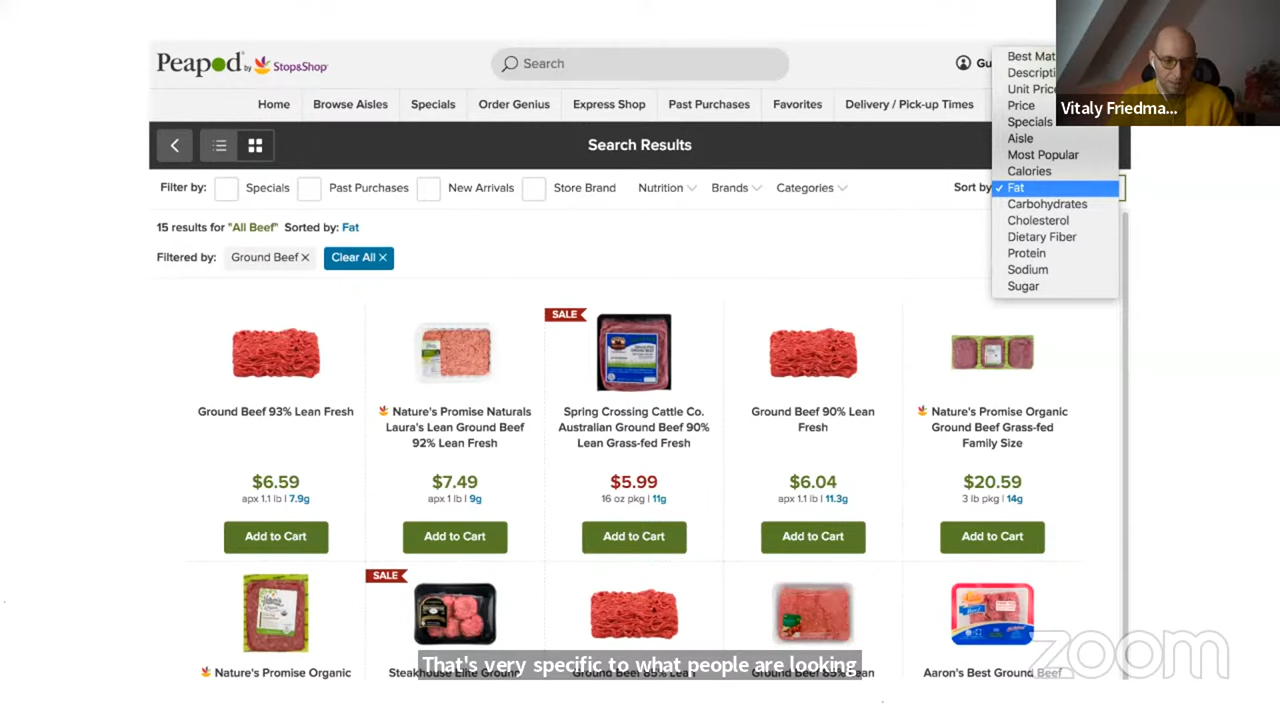 Peapod by Stop&Shop
Search
Gu
Vitaly Friedma...
Home Browse Aisles Specials Order Genius Express Shop Past Purchases Favorites Delivery / Pick-up Times
Search Results
Filter by: Specials Past Purchases New Arrivals Store Brand Nutrition Brands Categories Sort by
Best Mat
Descripti
Unit Price
Price
Specials
Aisle
Most Popular
Calories
✓ Fat
Carbohydrates
Cholesterol
Dietary Fiber
Protein
Sodium
Sugar
15 results for "All Beef" Sorted by: Fat
Filtered by: Ground Beef × Clear All ×
Ground Beef 93% Lean Fresh
$6.59
apx 1.1 lb | 7.9g
Add to Cart
Nature's Promise Naturals
Laura's Lean Ground Beef
92% Lean Fresh
$7.49
apx 1 lb | 9g
Add to Cart
SALE
Spring Crossing Cattle Co.
Australian Ground Beef 90%
Lean Grass-fed Fresh
$5.99
16 oz pkg | 11g
Add to Cart
Ground Beef 90% Lean
Fresh
$6.04
apx 1.1 lb | 11.3g
Add to Cart
Nature's Promise Organic
Ground Beef Grass-fed
Family Size
$20.59
3 lb pkg | 14g
Add to Cart
Nature's Promise Organic
SALE
Steakhouse Elite Ground
Ground Beef 85% Lean
Ground Beef 85% Lean
Aaron's Best Ground Beef
That's very specific to what people are looking
zoom